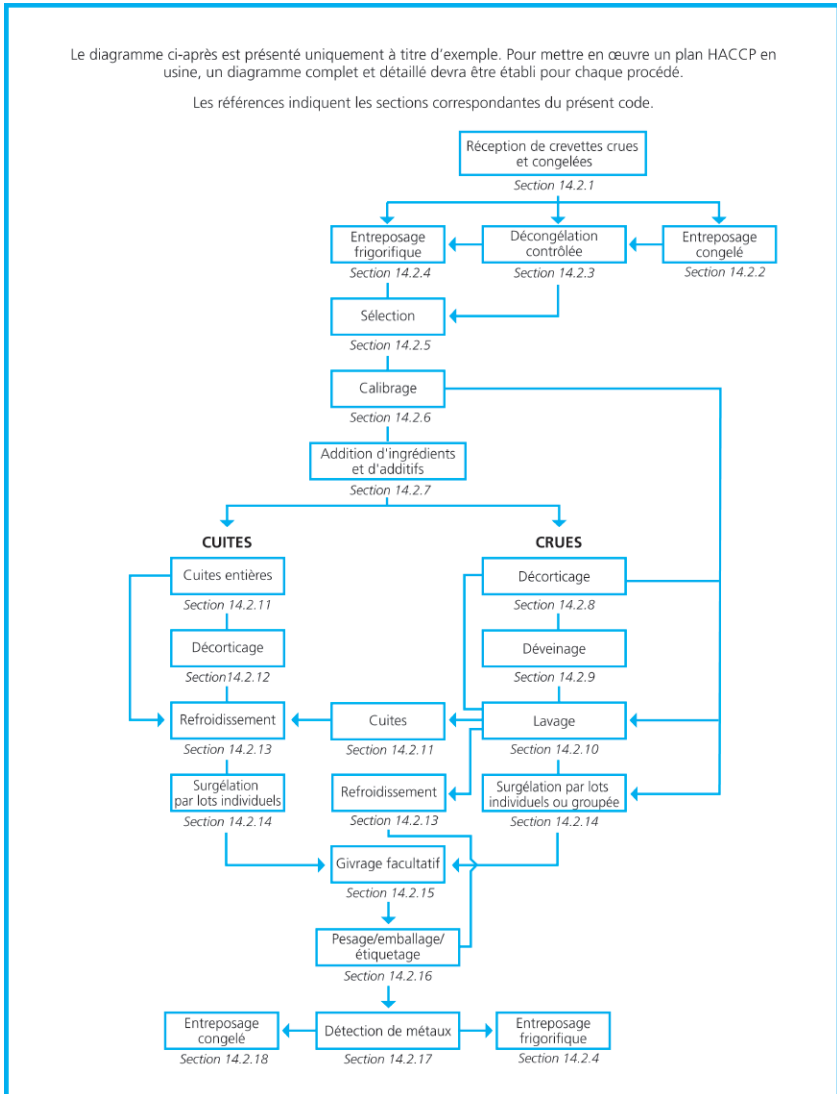 Le diagramme ci-après est présenté uniquement à titre d'exemple. Pour mettre en œuvre un plan HACCP en
usine, un diagramme complet et détaillé devra être établi pour chaque procédé.
Les références indiquent les sections correspondantes du présent code.
Réception de crevettes crues
et congelées
Section 14.2.1
Entreposage
frigorifique
Section 14.2.4
Décongélation
contrôlée
Section 14.2.3
Entreposage
congelé
Section 14.2.2
Sélection
Section 14.2.5
Calibrage
Section 14.2.6
Addition d'ingrédients
et d'additifs
Section 14.2.7
CUITES
CRUES
Cuites entières
Section 14.2.11
Décorticage
Section 14.2.8
Décorticage
Section14.2.12
Déveinage
Section 14.2.9
Refroidissement
Section 14.2.13
Cuites
Section 14.2.11
Lavage
Section 14.2.10
Surgélation
par lots individuels
Section 14.2.14
Refroidissement
Section 14.2.13
Surgélation par lots
individuels ou groupée
Section 14.2.14
Givrage facultatif
Section 14.2.15
Pesage/emballage/
étiquetage
Section 14.2.16
Entreposage
congelé
Section 14.2.18
Détection de métaux
Section 14.2.17
Entreposage
frigorifique
Section 14.2.4